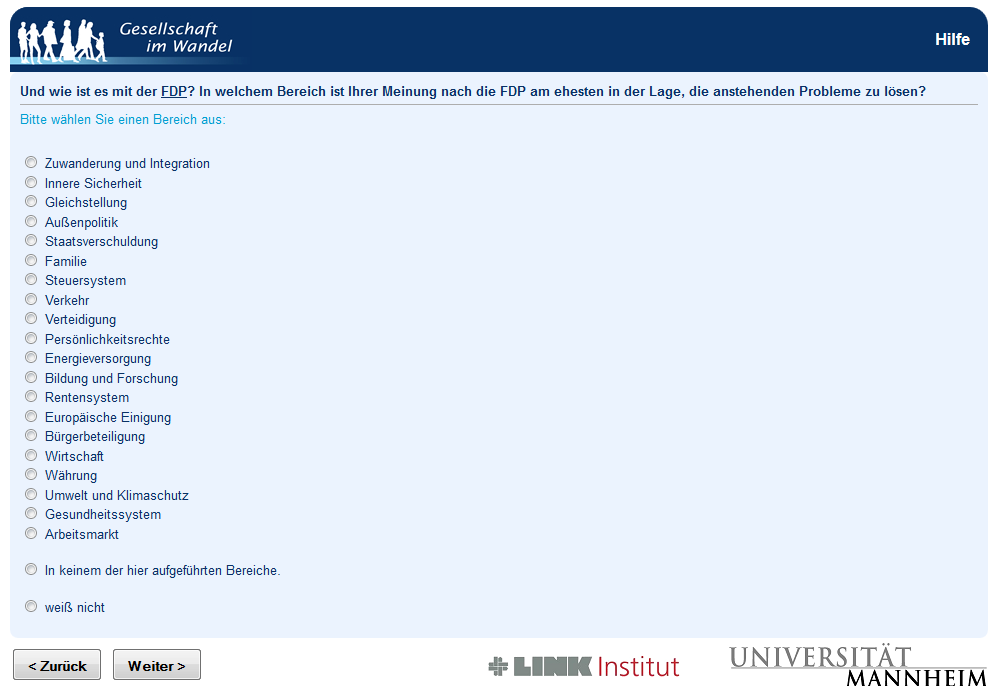 Gesellschaft
im Wandel
Hilfe
Und wie ist es mit der FDP? In welchem Bereich ist Ihrer Meinung nach die FDP am ehesten in der Lage, die anstehenden Probleme zu lösen?
Bitte wählen Sie einen Bereich aus:
Zuwanderung und Integration
Innere Sicherheit
Gleichstellung
Außenpolitik
Staatsverschuldung
Familie
Steuersystem
Verkehr
Verteidigung
Persönlichkeitsrechte
Energieversorgung
Bildung und Forschung
Rentensystem
Europäische Einigung
Bürgerbeteiligung
Wirtschaft
Währung
Umwelt und Klimaschutz
Gesundheitssystem
Arbeitsmarkt
In keinem der hier aufgeführten Bereiche.
weiß nicht
< Zurück
Weiter >
LINK Institut
UNIVERSITÄT
MANNHEIM